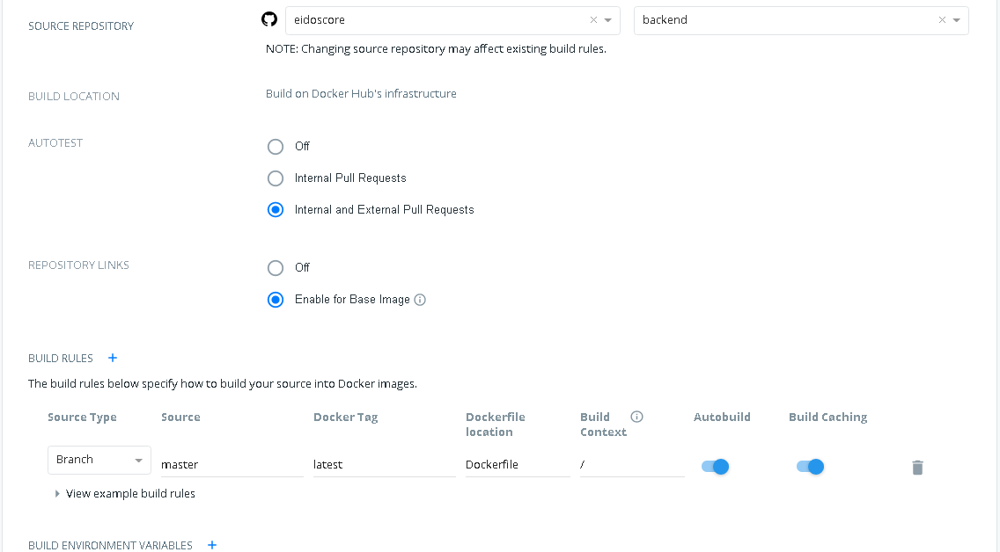 SOURCE REPOSITORY
eidoscore
backend
NOTE: Changing source repository may affect existing build rules.
BUILD LOCATION
Build on Docker Hub's infrastructure
AUTOTEST
Off
Internal Pull Requests
Internal and External Pull Requests
REPOSITORY LINKS
Off
Enable for Base Image
BUILD RULES +
The build rules below specify how to build your source into Docker images.
Source Type
Source
Docker Tag
Dockerfile
location
Build
Context
Autobuild
Build Caching
Branch
master
latest
Dockerfile
/
View example build rules
BUILD ENVIRONMENT VARIABLES +